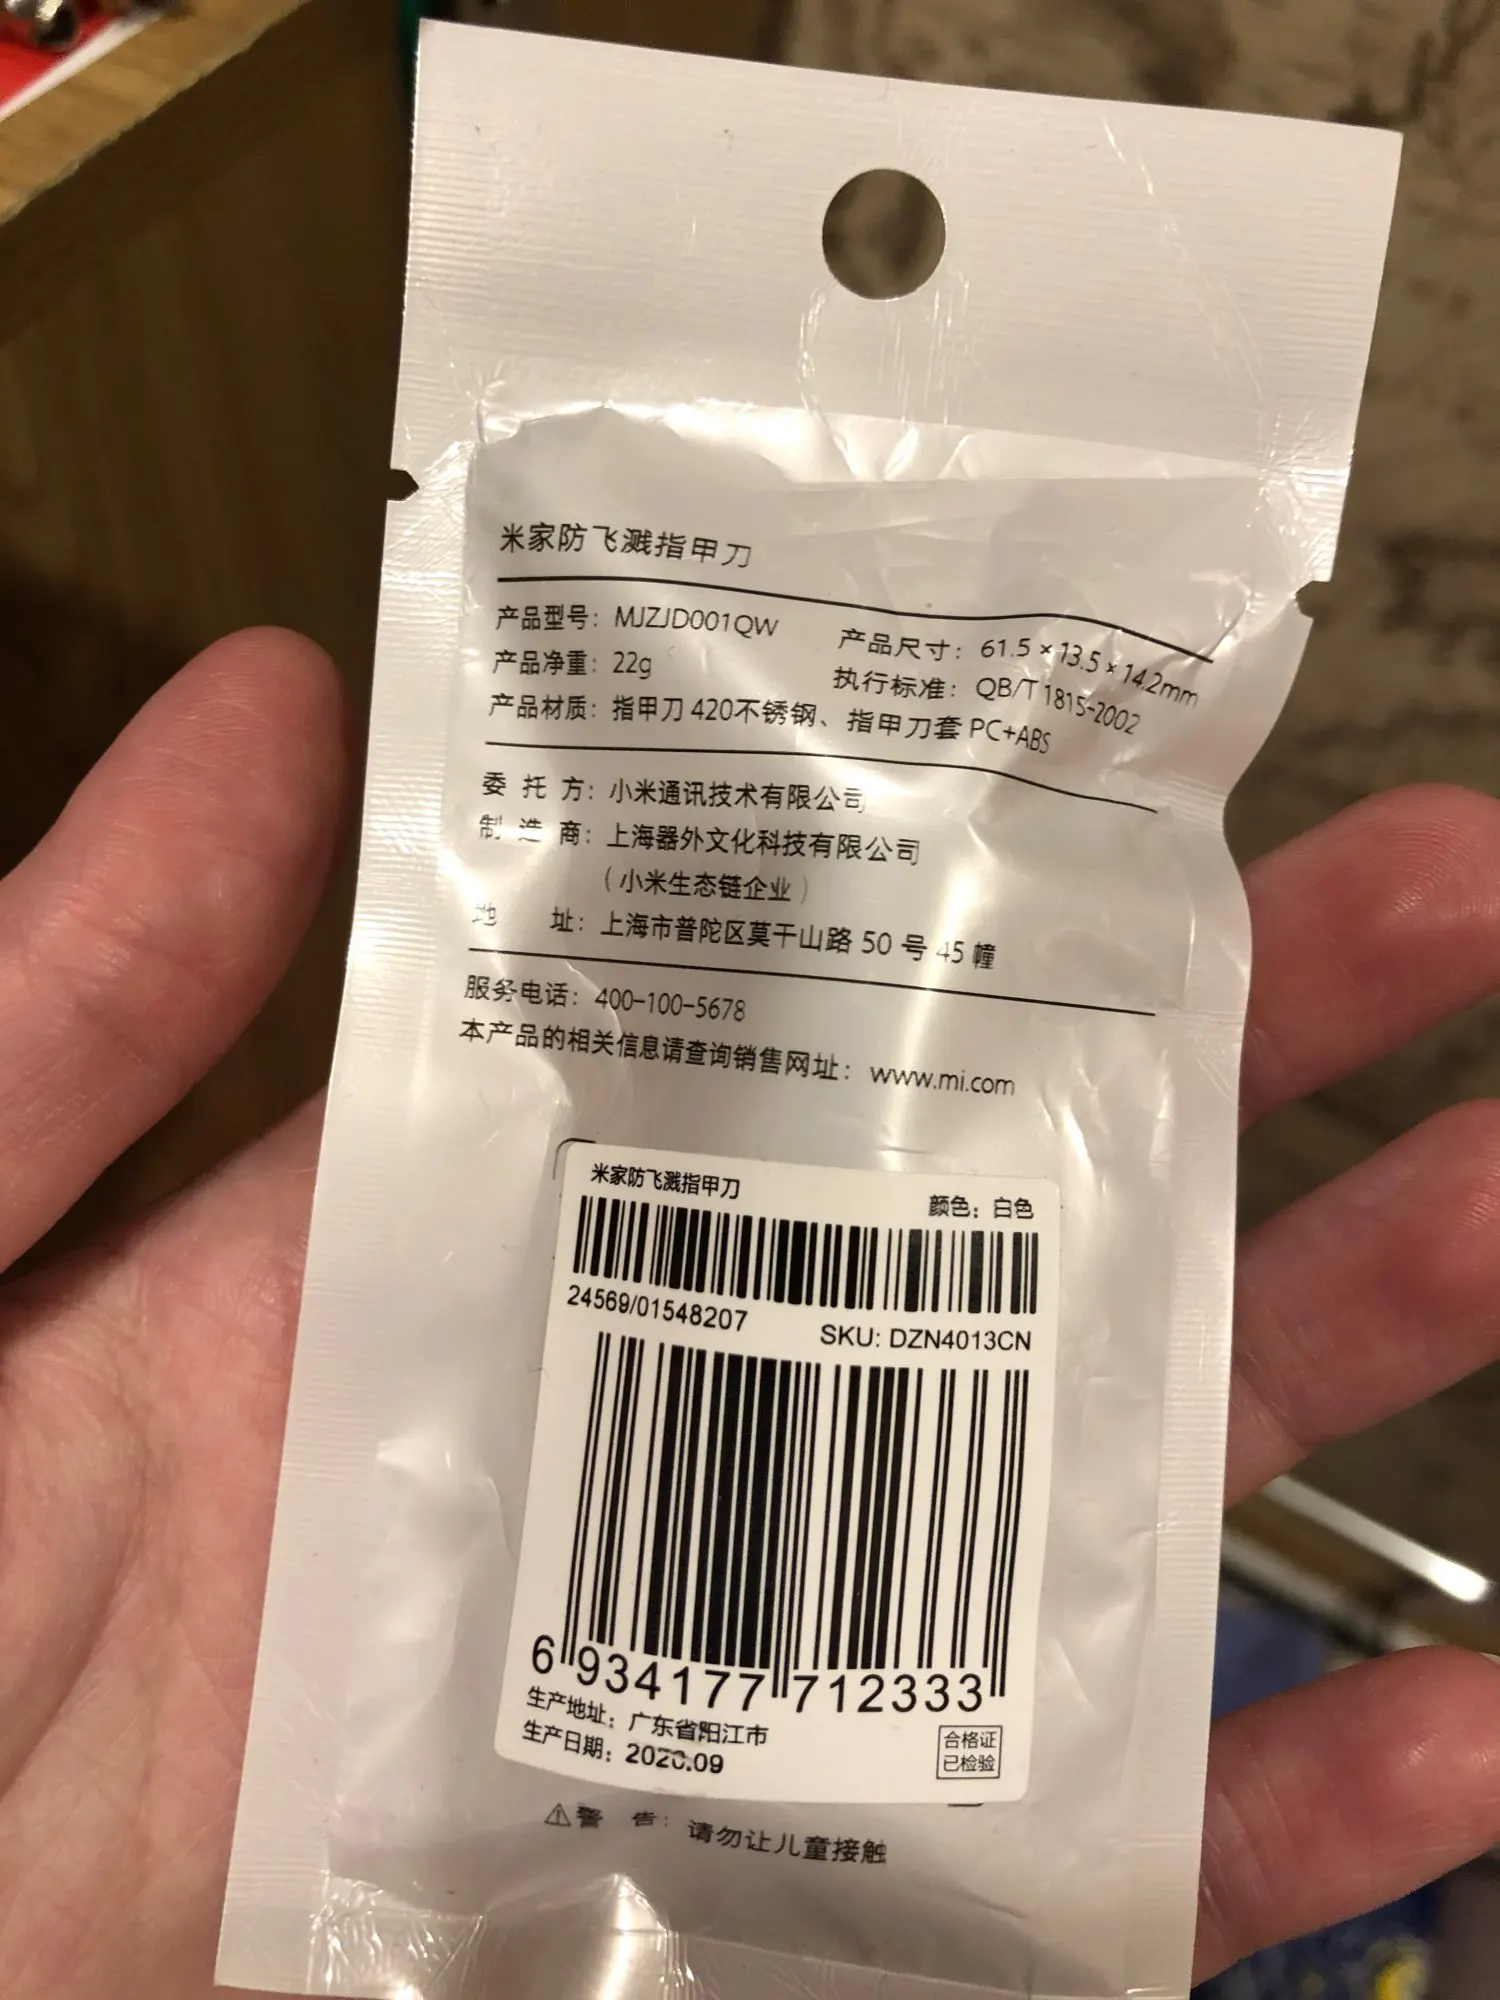 米家防飞溅指甲刀
产品型号：MJZJD001QW 产品尺寸：61.5 × 13.5 × 14.2mm
产品净重：22g 执行标准：QB/T 1815-2002
产品材质：指甲刀 420不锈钢、指甲刀套 PC+ABS
委托方：小米通讯技术有限公司
制造商：上海器外文化科技有限公司
（小米生态链企业）
地址：上海市普陀区莫干山路 50 号 45 幢
服务电话：400-100-5678
本产品的相关信息请查询销售网址：www.mi.com
米家防飞溅指甲刀 颜色：白色
24569/01548207 SKU: DZN4013CN
6 934177 712333
生产地址：广东省阳江市
生产日期：2020.09
合格证
已检验
⚠警告：请勿让儿童接触